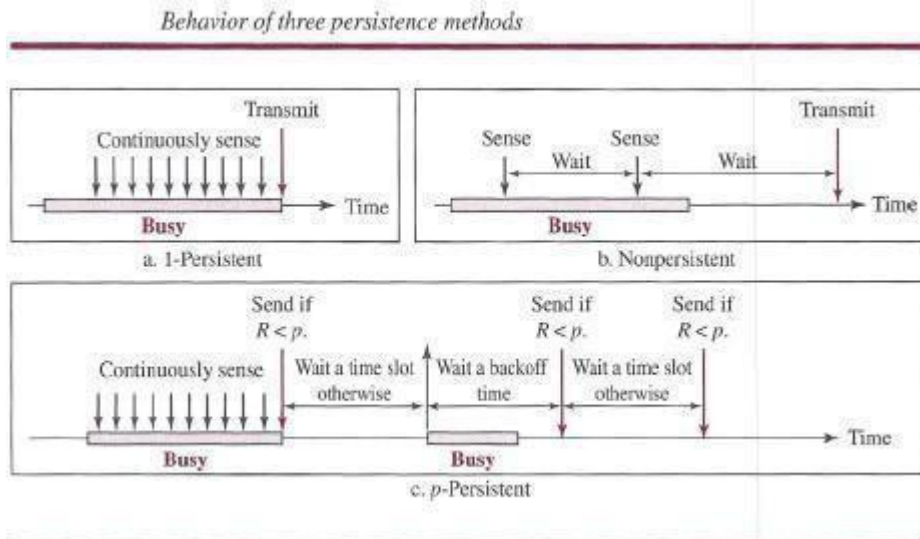 Behavior of three persistence methods
Transmit
Continuously sense
Time
Busy
a. 1-Persistent
Transmit
Sense Sense
Wait Wait
Time
Busy
b. Nonpersistent
Send if
R < p.
Send if
R < p.
Send if
R < p.
Continuously sense
Wait a time slot
otherwise
Wait a backoff
time
Wait a time slot
otherwise
Time
Busy
Busy
c. p-Persistent